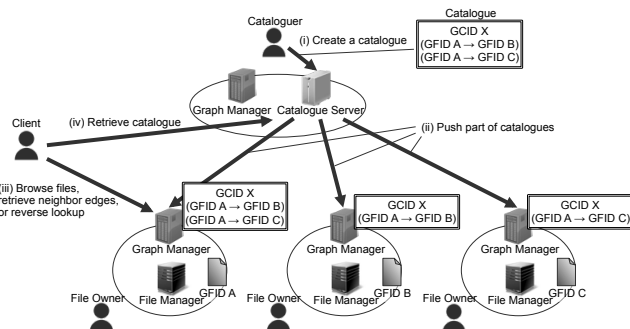 Catalogue
Cataloguer
GCID X
(GFID A → GFID B)
(GFID A → GFID C)
(i) Create a catalogue
Graph Manager
Catalogue Server
Client
(iv) Retrieve catalogue
(ii) Push part of catalogues
(iii) Browse files,
retrieve neighbor edges,
or reverse lookup
GCID X
(GFID A → GFID B)
(GFID A → GFID C)
GCID X
(GFID A → GFID B)
GCID X
(GFID A → GFID C)
Graph Manager
Graph Manager
Graph Manager
File Owner
File Manager
GFID A
File Owner
File Manager
GFID B
File Owner
File Manager
GFID C